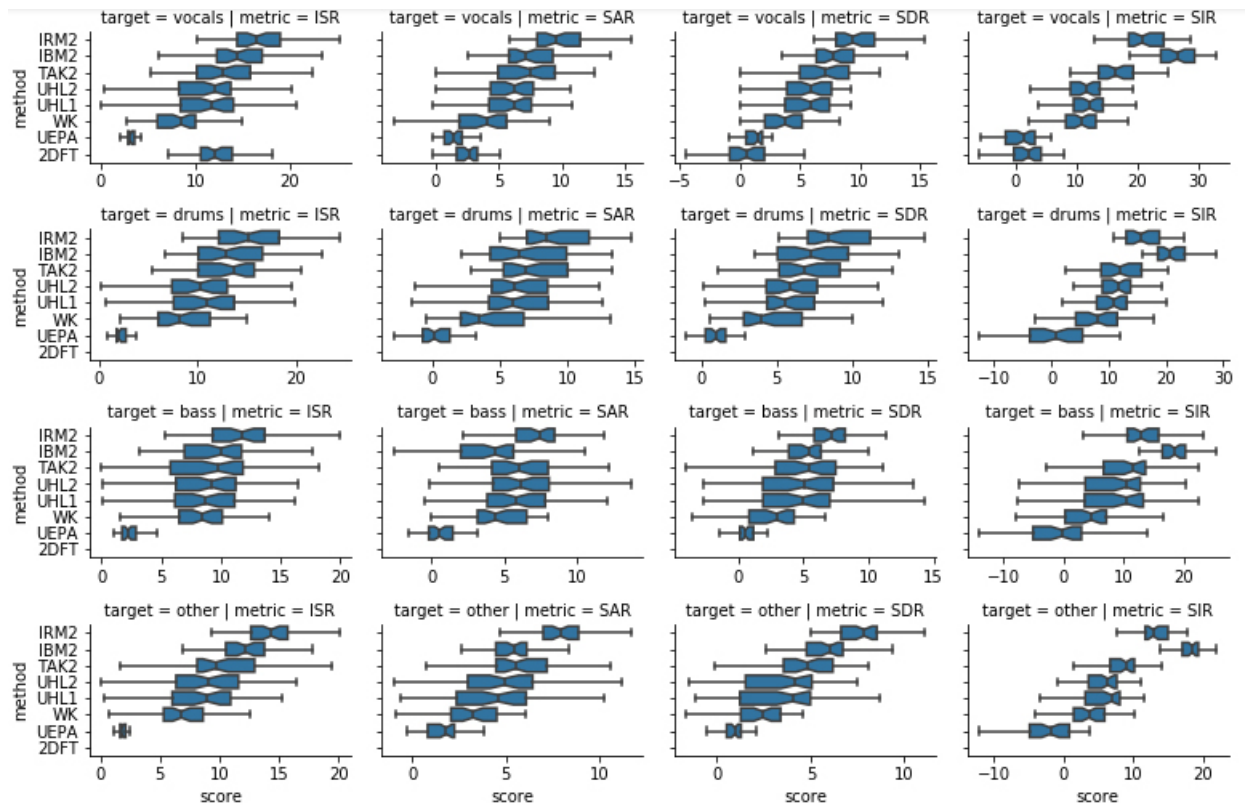 target = vocals | metric = ISR
target = vocals | metric = SAR
target = vocals | metric = SDR
target = vocals | metric = SIR
method
IRM2
IBM2
TAK2
UHL2
UHL1
WK
UEPA
2DFT
0 10 20
0 5 10 15
−5 0 5 10 15
0 10 20 30
target = drums | metric = ISR
target = drums | metric = SAR
target = drums | metric = SDR
target = drums | metric = SIR
method
IRM2
IBM2
TAK2
UHL2
UHL1
WK
UEPA
2DFT
0 10 20
0 5 10 15
0 5 10 15
−10 0 10 20 30
target = bass | metric = ISR
target = bass | metric = SAR
target = bass | metric = SDR
target = bass | metric = SIR
method
IRM2
IBM2
TAK2
UHL2
UHL1
WK
UEPA
2DFT
0 5 10 15 20
0 5 10
0 5 10 15
−10 0 10 20
target = other | metric = ISR
target = other | metric = SAR
target = other | metric = SDR
target = other | metric = SIR
method
IRM2
IBM2
TAK2
UHL2
UHL1
WK
UEPA
2DFT
0 5 10 15 20
0 5 10
0 5 10
−10 0 10 20
score
score
score
score